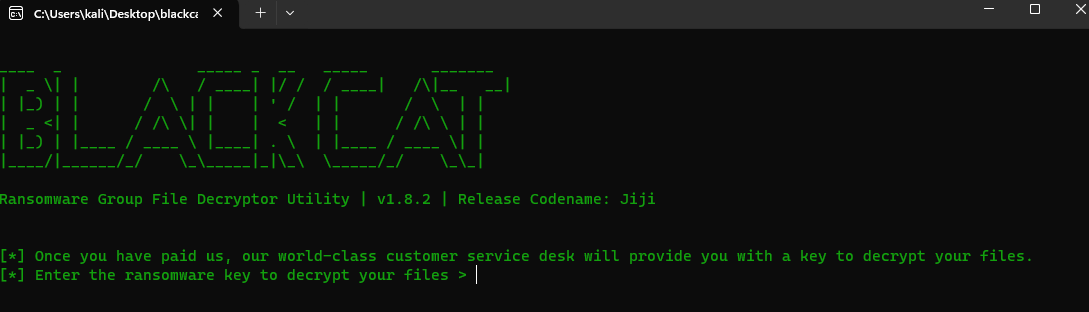 C:\Users\kali\Desktop\blackca
BLACKCAT
Ransomware Group File Decryptor Utility | v1.8.2 | Release Codename: Jiji
[*] Once you have paid us, our world-class customer service desk will provide you with a key to decrypt your files.
[*] Enter the ransomware key to decrypt your files >